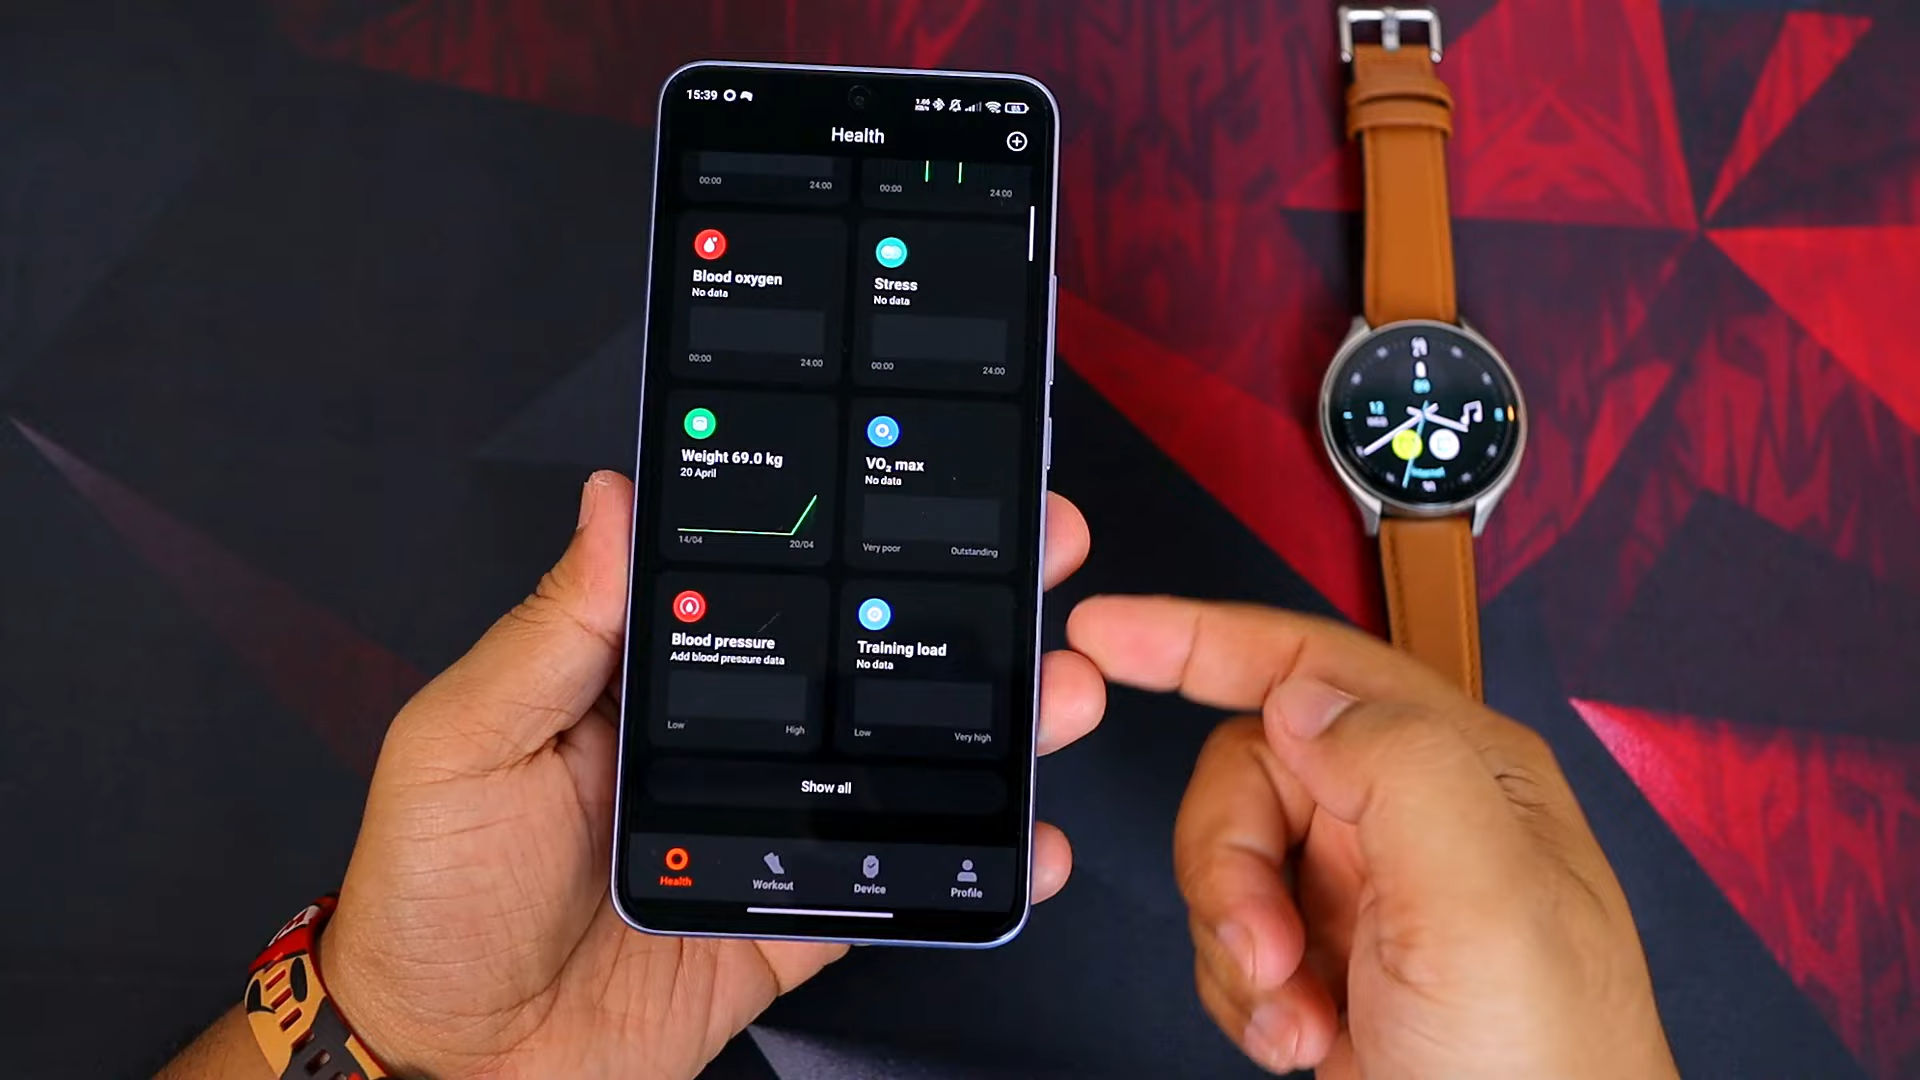 15:39
Health
00:00 24:00
00:00 24:00
Blood oxygen
No data
00:00 24:00
Stress
No data
00:00 24:00
Weight 69.0 kg
20 April
14/04 20/04
VO₂ max
No data
Very poor Outstanding
Blood pressure
Add blood pressure data
Low High
Training load
No data
Low Very high
Show all
Health Workout Device Profile